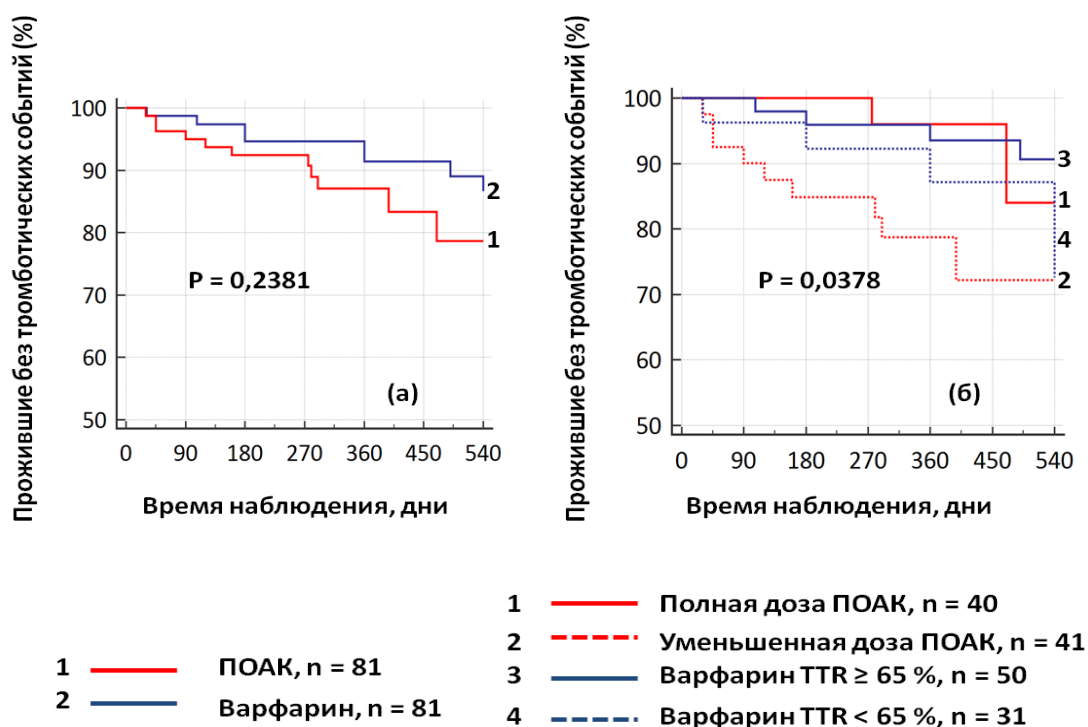 Прожившие без тромботических событий (%)
100
90
80
70
60
50
2
1
P = 0,2381
(а)
0 90 180 270 360 450 540
Время наблюдения, дни
Прожившие без тромботических событий (%)
100
90
80
70
60
50
3
1
4
2
P = 0,0378
(б)
0 90 180 270 360 450 540
Время наблюдения, дни
1 ПОАК, n = 81
2 Варфарин, n = 81
1 Полная доза ПОАК, n = 40
2 Уменьшенная доза ПОАК, n = 41
3 Варфарин TTR ≥ 65 %, n = 50
4 Варфарин TTR < 65 %, n = 31